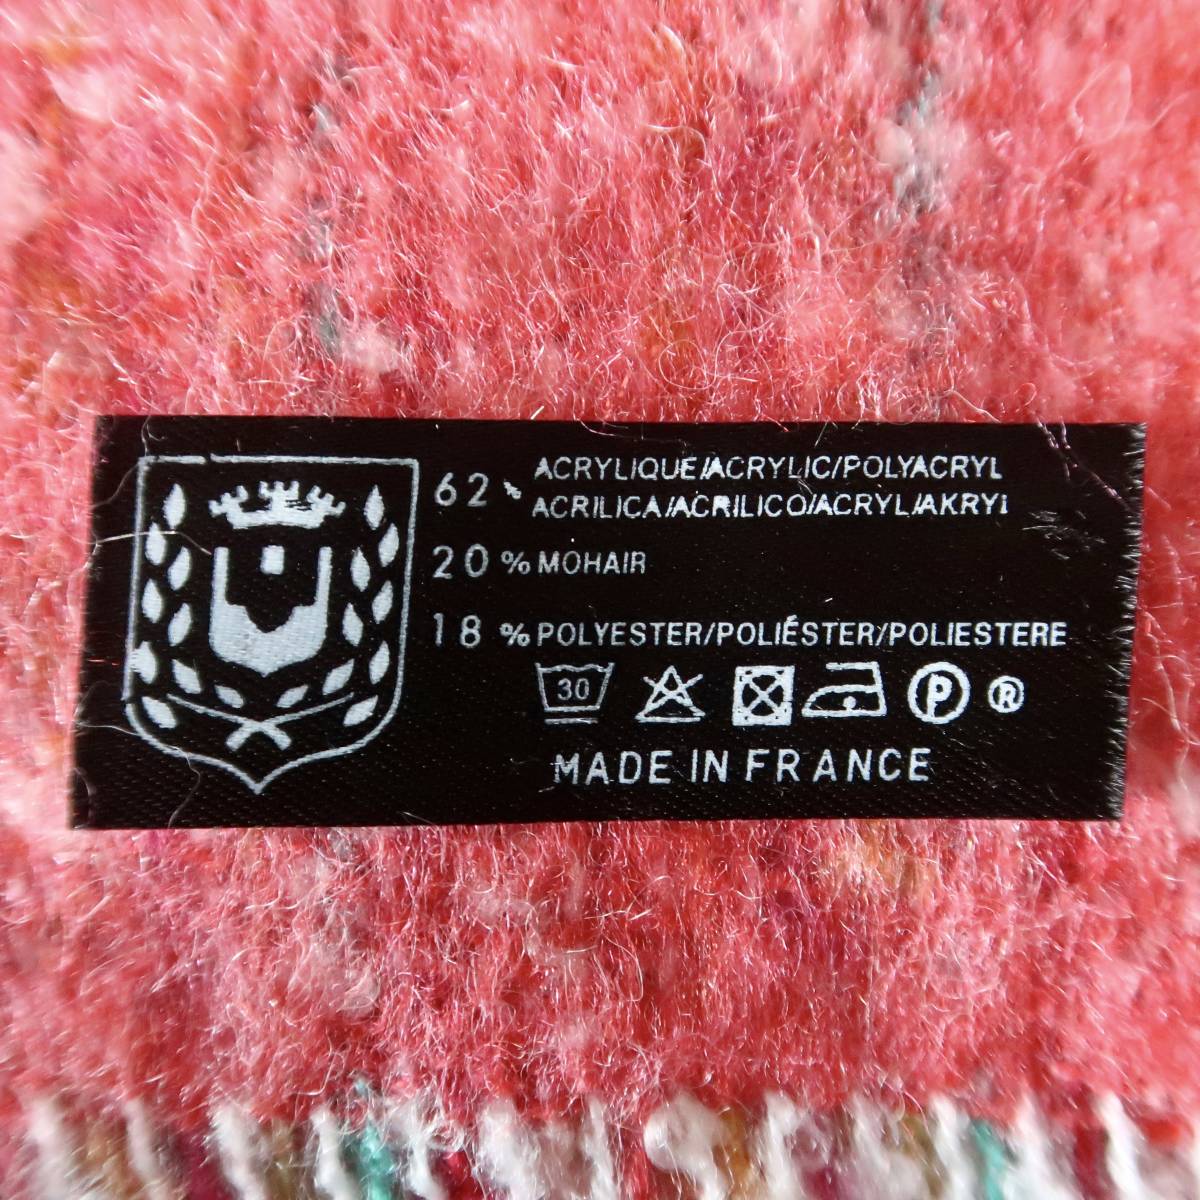 62 % ACRYLIQUE/ACRYLIC/POLYACRYL
ACRILICA/ACRILICO/ACRYL/AKRYL
20 % MOHAIR
18 % POLYESTER/POLIÉSTER/POLIESTERE
30 P ®
MADE IN FRANCE